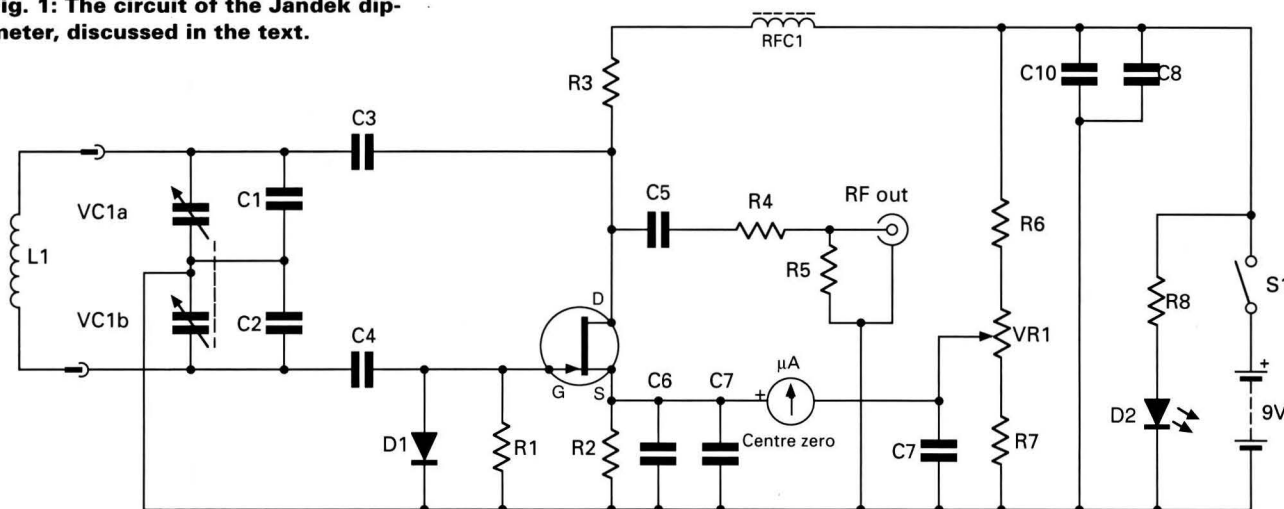 ig. 1: The circuit of the Jandek dip-
meter, discussed in the text.
RFC1
R3
C10
C8
C3
C5
R4
RF out
VC1a
C1
R6
L1
R5
S1
D
R8
VC1b
C2
C4
VR1
G
S
C6
C7
µA
+
+
D1
R1
R2
Centre zero
C7
R7
D2
9V